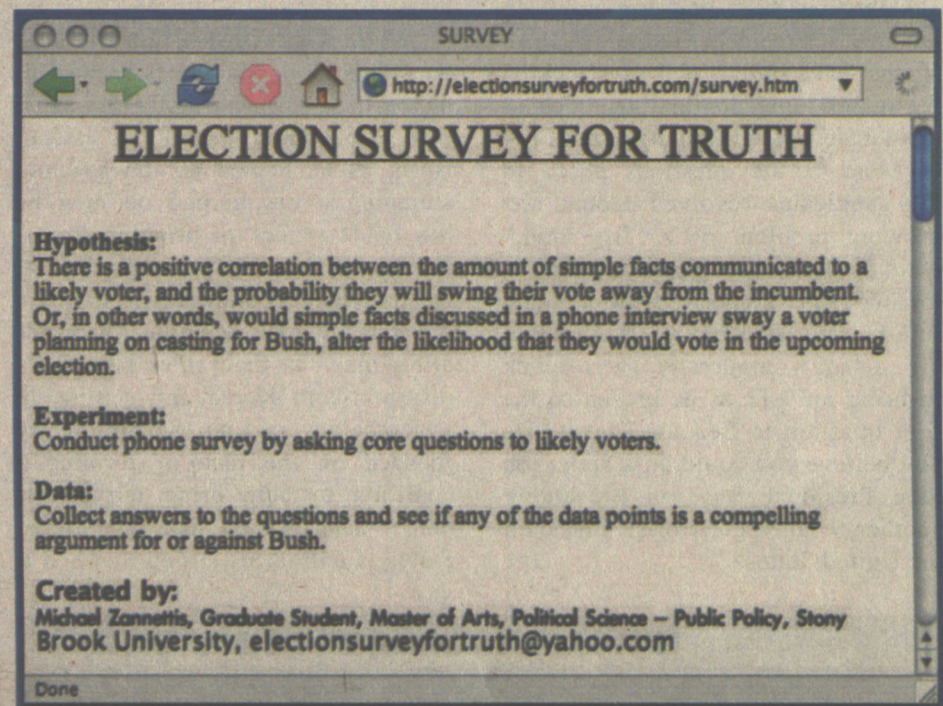 SURVEY
http://electionsurveyfortruth.com/survey.htm
ELECTION SURVEY FOR TRUTH
Hypothesis:
There is a positive correlation between the amount of simple facts communicated to a
likely voter, and the probability they will swing their vote away from the incumbent.
Or, in other words, would simple facts discussed in a phone interview sway a voter
planning on casting for Bush, alter the likelihood that they would vote in the upcoming
election.
Experiment:
Conduct phone survey by asking core questions to likely voters.
Data:
Collect answers to the questions and see if any of the data points is a compelling
argument for or against Bush.
Created by:
Michael Zannettis, Graduate Student, Master of Arts, Political Science – Public Policy, Stony
Brook University, electionsurveyfortruth@yahoo.com
Done